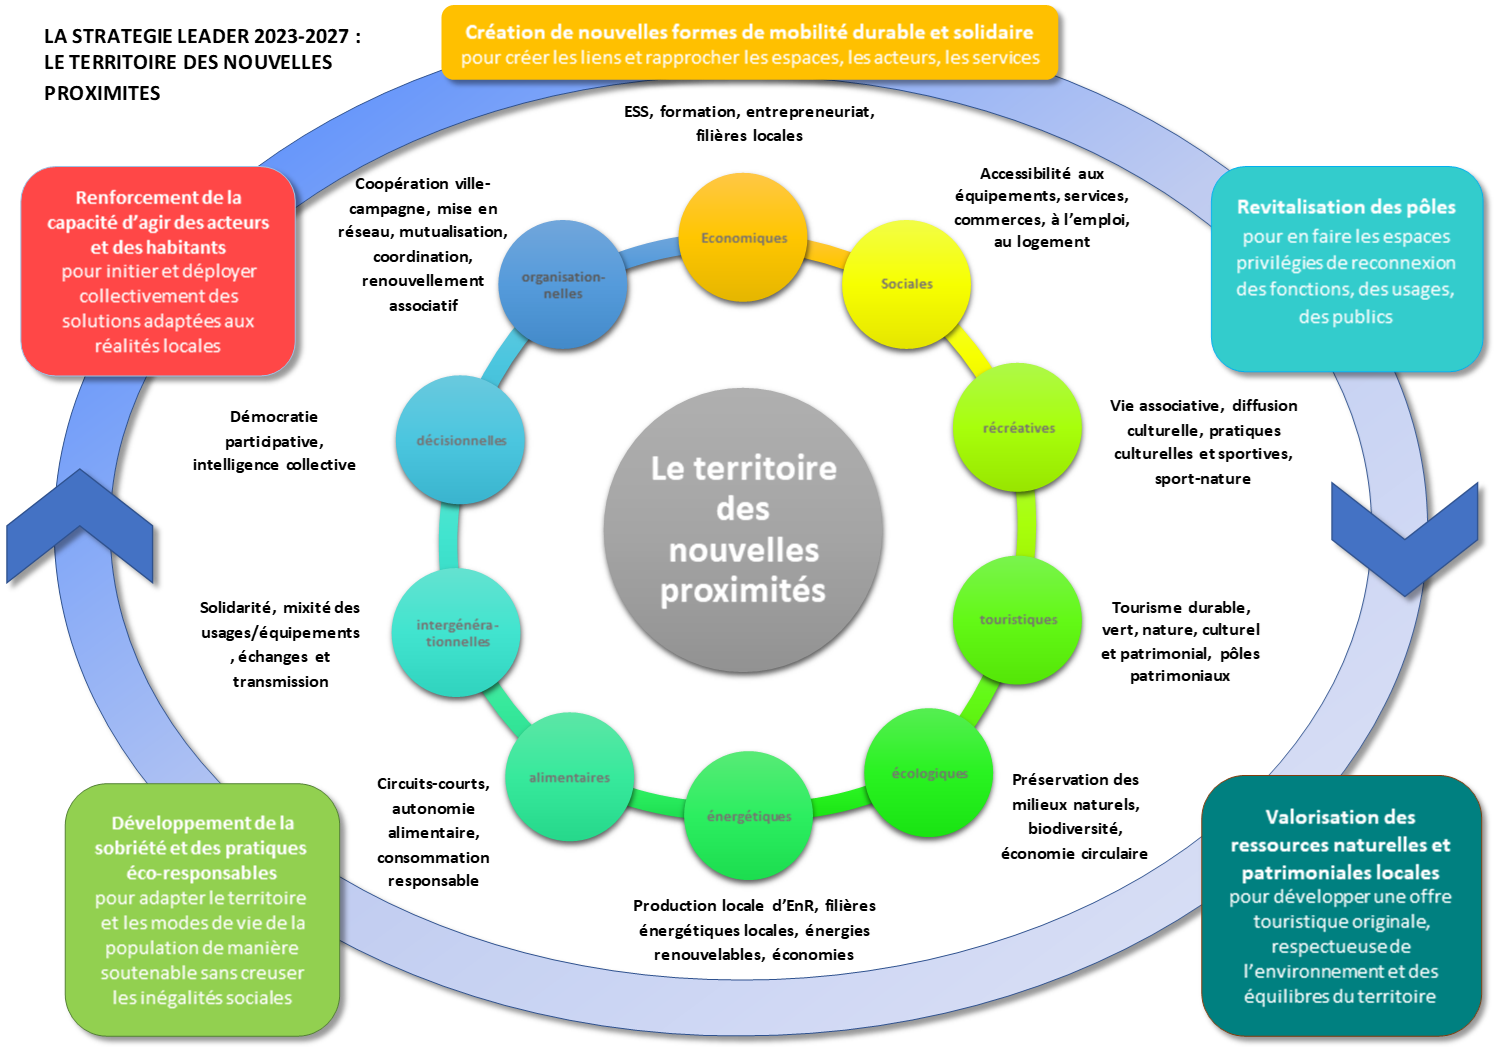 LA STRATEGIE LEADER 2023-2027 :
LE TERRITOIRE DES NOUVELLES
PROXIMITES
Création de nouvelles formes de mobilité durable et solidaire
pour créer les liens et rapprocher les espaces, les acteurs, les services
ESS, formation, entrepreneuriat,
filières locales
Renforcement de la
capacité d’agir des acteurs
et des habitants
pour initier et déployer
collectivement des
solutions adaptées aux
réalités locales
Coopération ville-
campagne, mise en
réseau, mutualisation,
coordination,
renouvellement
associatif
organisation-
nelles
Economiques
Sociales
Accessibilité aux
équipements, services,
commerces, à l’emploi,
au logement
Revitalisation des pôles
pour en faire les espaces
privilégies de reconnexion
des fonctions, des usages,
des publics
Démocratie
participative,
intelligence collective
décisionnelles
récréatives
Vie associative, diffusion
culturelle, pratiques
culturelles et sportives,
sport-nature
Le territoire
des
nouvelles
proximités
Solidarité, mixité des
usages/équipements
, échanges et
transmission
intergénéra-
tionnelles
touristiques
Tourisme durable,
vert, nature, culturel
et patrimonial, pôles
patrimoniaux
Circuits-courts,
autonomie
alimentaire,
consommation
responsable
alimentaires
énergétiques
écologiques
Préservation des
milieux naturels,
biodiversité,
économie circulaire
Production locale d’EnR, filières
énergétiques locales, énergies
renouvelables, économies
Développement de la
sobriété et des pratiques
éco-responsables
pour adapter le territoire
et les modes de vie de la
population de manière
soutenable sans creuser
les inégalités sociales
Valorisation des
ressources naturelles et
patrimoniales locales
pour développer une offre
touristique originale,
respectueuse de
l’environnement et des
équilibres du territoire